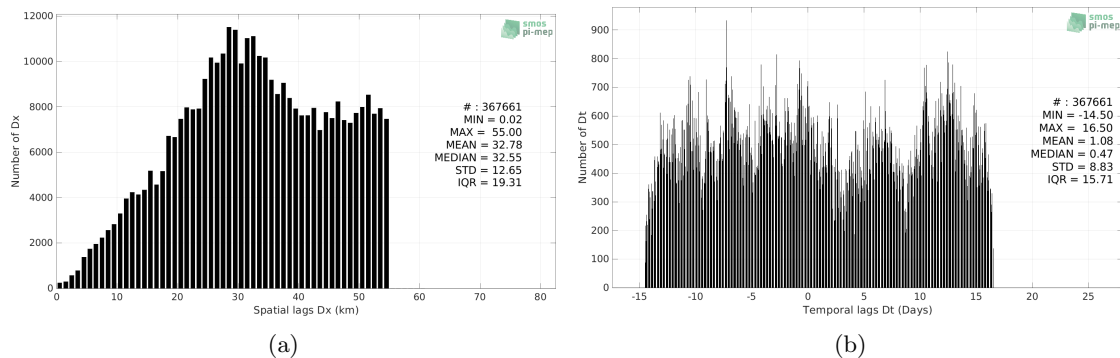 12000
10000
8000
6000
4000
2000
0
Number of Dx
0 10 20 30 40 50 60 70 80
Spatial lags Dx (km)
smos
pi-mep
# : 367661
MIN = 0.02
MAX = 55.00
MEAN = 32.78
MEDIAN = 32.55
STD = 12.65
IQR = 19.31
(a)
900
800
700
600
500
400
300
200
100
0
Number of Dt
-15 -10 -5 0 5 10 15 20 25
Temporal lags Dt (Days)
smos
pi-mep
# : 367661
MIN = -14.50
MAX = 16.50
MEAN = 1.08
MEDIAN = 0.47
STD = 8.83
IQR = 15.71
(b)